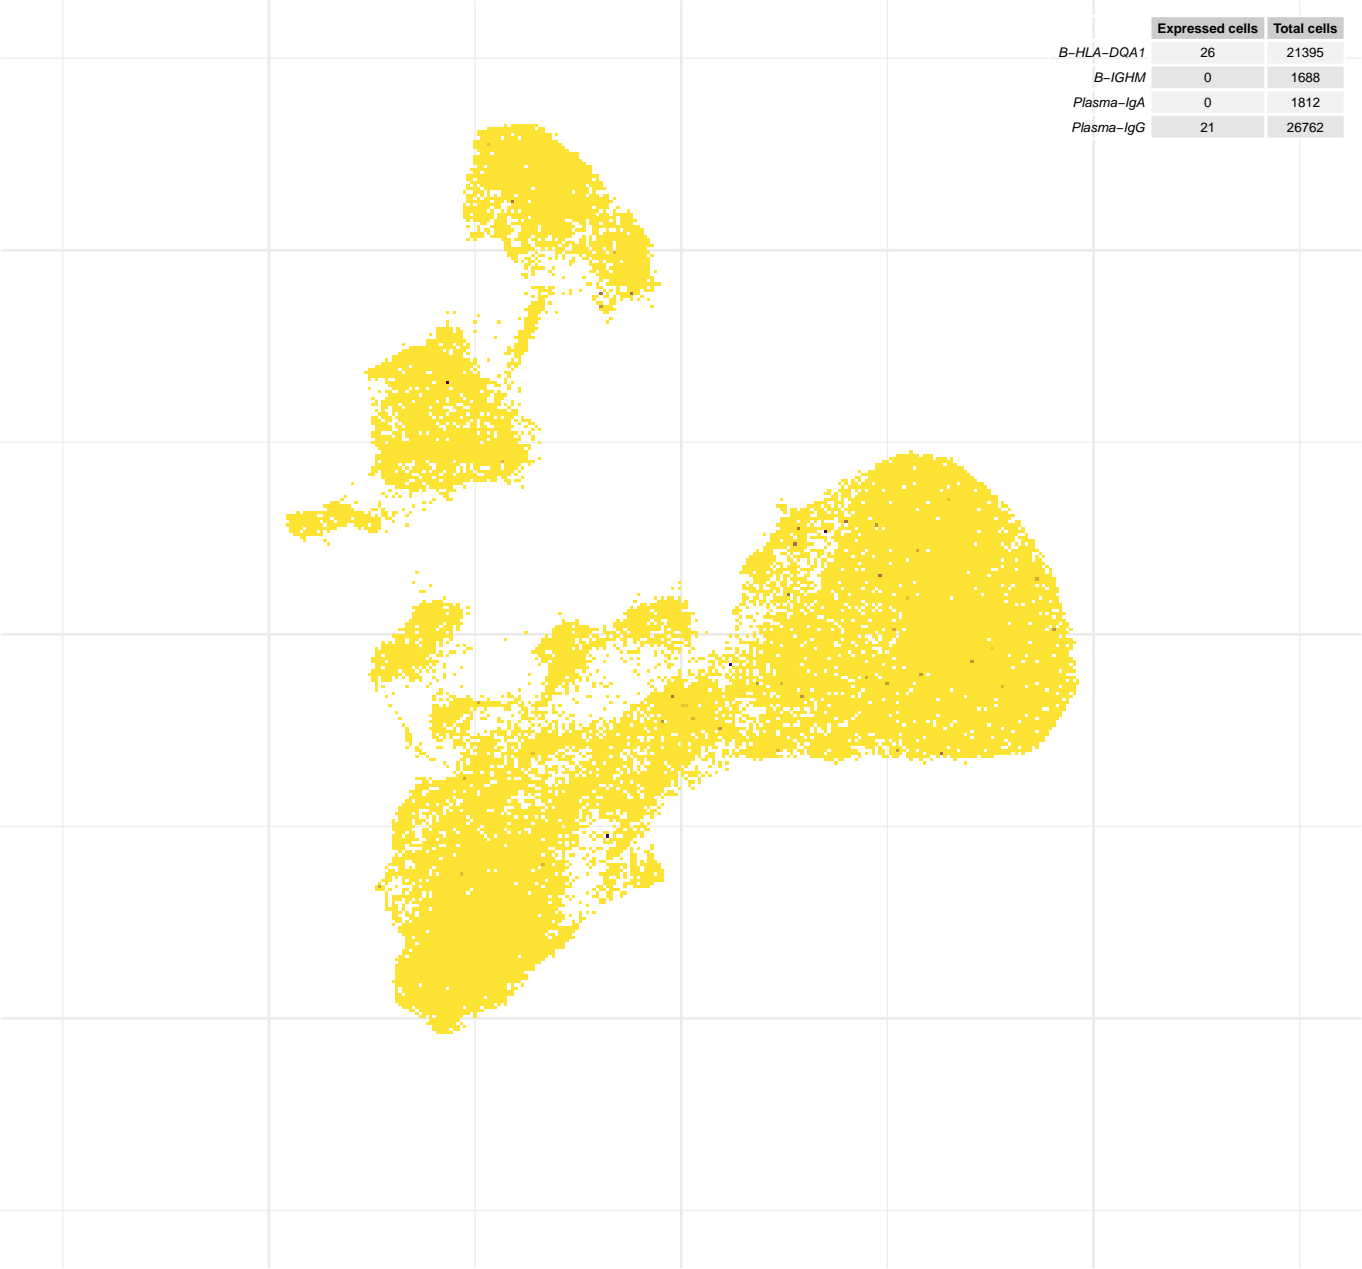 Expressed cells Total cells
B−HLA−DQA1 26 21395
B−IGHM 0 1688
Plasma−IgA 0 1812
Plasma−IgG 21 26762